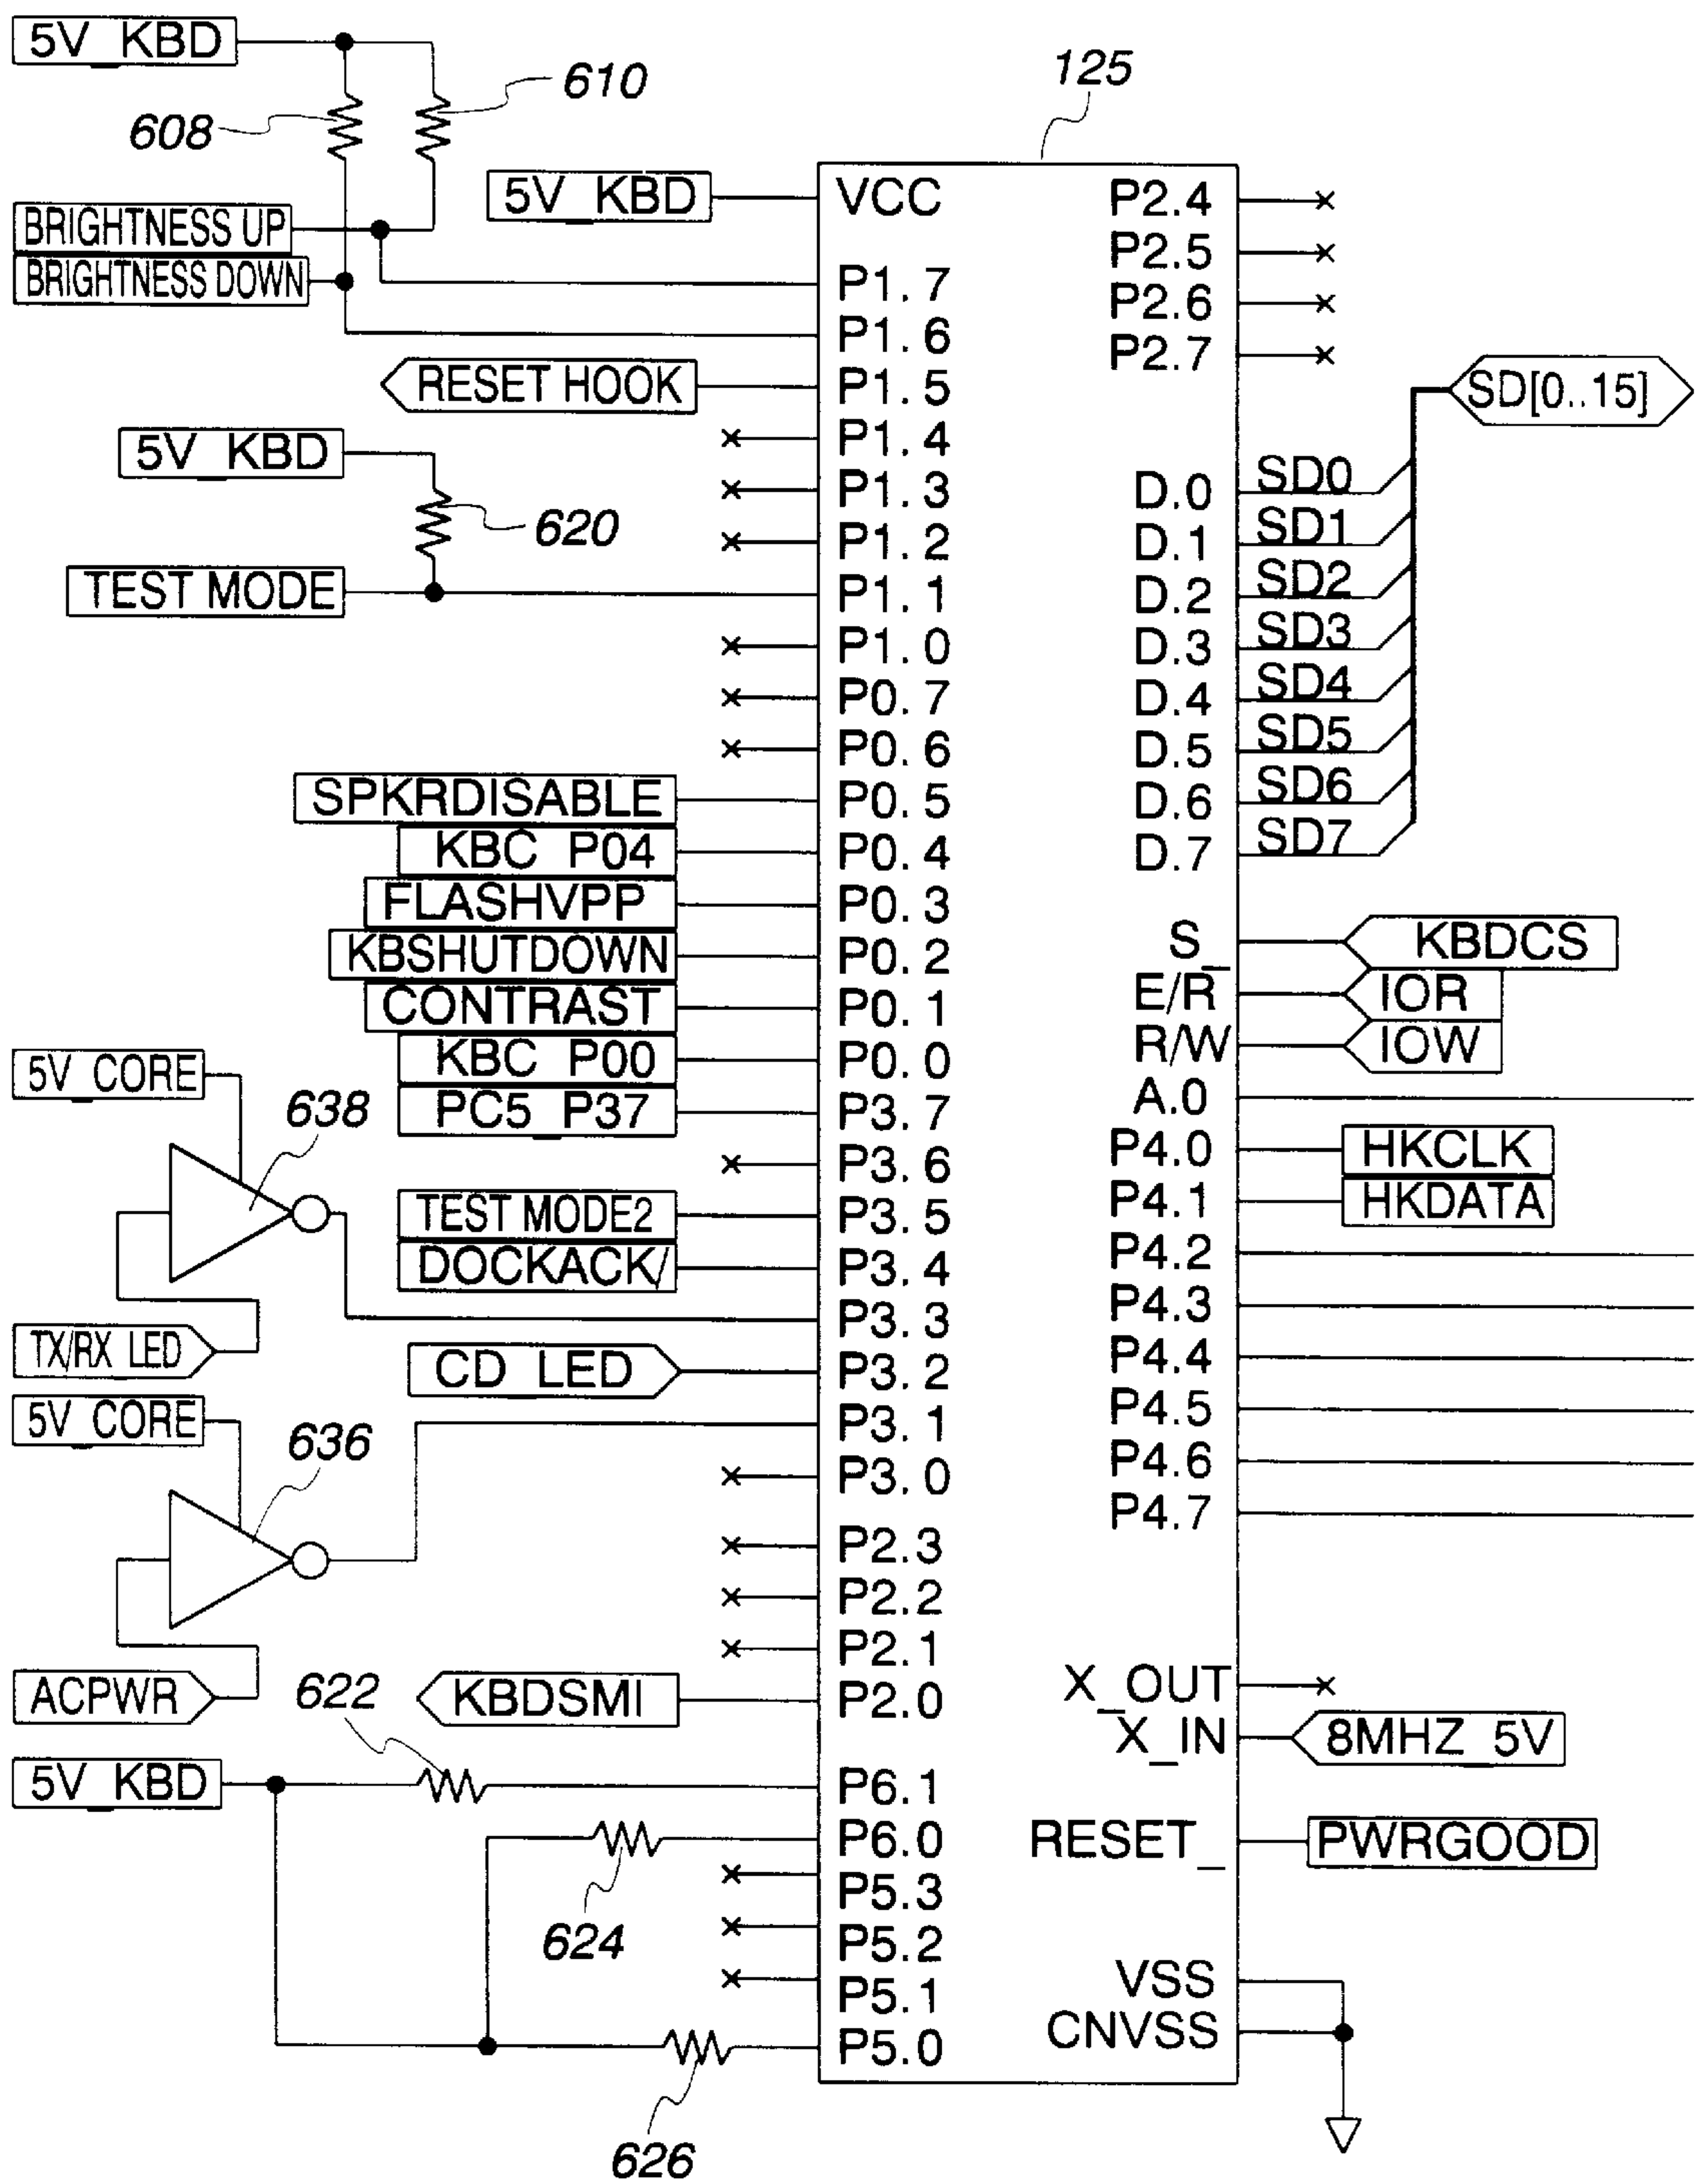 5V_KBD
610
125
608
5V_KBD
VCC
P2.4
BRIGHTNESS UP
P2.5
BRIGHTNESS DOWN
P1.7
P2.6
P1.6
P2.7
RESET HOOK
P1.5
SD[0..15]
5V_KBD
P1.4
P1.3
D.0
SD0
620
P1.2
D.1
SD1
TEST MODE
P1.1
D.2
SD2
P1.0
D.3
SD3
P0.7
D.4
SD4
P0.6
D.5
SD5
SPKRDISABLE
P0.5
D.6
SD6
KBC P04
P0.4
D.7
SD7
FLASHVPP
P0.3
KBSHUTDOWN
P0.2
S_
KBDCS
CONTRAST
P0.1
E/R
IOR
KBC P00
P0.0
R/W
IOW
5V_CORE
638
PC5_P37
P3.7
A.0
P3.6
P4.0
HKCLK
TEST MODE2
P3.5
P4.1
HKDATA
DOCKACK/
P3.4
P4.2
P3.3
P4.3
TX/RX LED
CD LED
P3.2
P4.4
5V_CORE
636
P3.1
P4.5
P3.0
P4.6
P4.7
P2.3
P2.2
P2.1
ACPWR
622
KBDSMI
P2.0
X_OUT
X_IN
8MHZ_5V
5V_KBD
P6.1
P6.0
RESET_
PWRGOOD
P5.3
624
P5.2
P5.1
VSS
P5.0
CNVSS
626